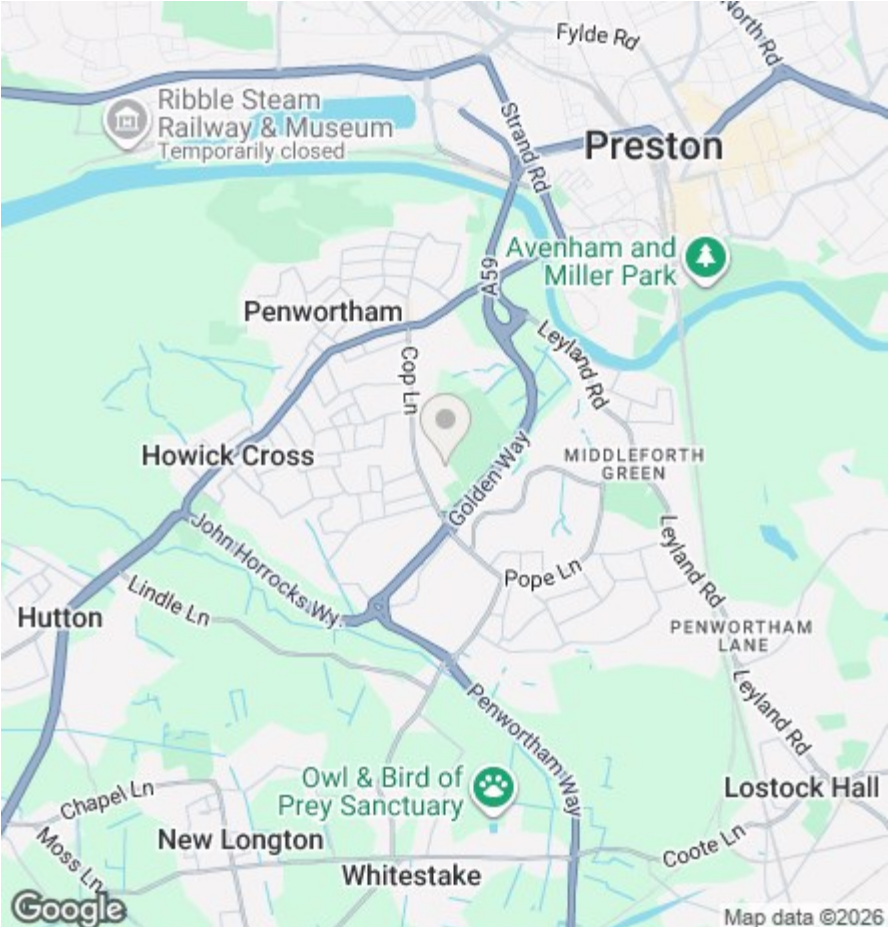 Fylde Rd
North Rd
Ribble Steam
Railway & Museum
Temporarily closed
Strand Rd
Preston
A59
Avenham and
Miller Park
Penwortham
Leyland Rd
Cop Ln
Howick Cross
Golden Way
MIDDLEFORTH
GREEN
John Horrocks Wy.
Leyland Rd
Pope Ln
Lindle Ln
Hutton
PENWORTHAM
LANE
Leyland Rd
Penwortham Way
Owl & Bird of
Prey Sanctuary
Lostock Hall
Chapel Ln
New Longton
Coote Ln
Moss Ln
Whitestake
Google
Map data ©2026